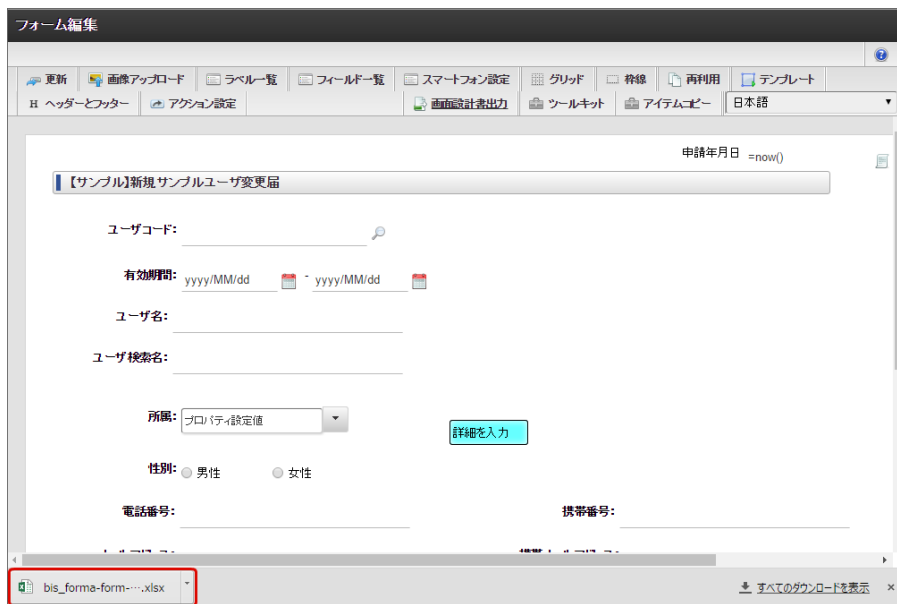 フォーム編集
更新 画像アップロード ラベル一覧 フィールド一覧 スマートフォン設定 グリッド 枠線 再利用 テンプレート
H ヘッダーとフッター アクション設定 画面設計書出力 ツールキット アイテムコピー 日本語
申請年月日 =now()
【サンプル】新規サンプルユーザ変更届
ユーザコード:
有効期間: yyyy/MM/dd - yyyy/MM/dd
ユーザ名:
ユーザ検索名:
所属: プロパティ設定値
詳細を入力
性別: 男性 女性
電話番号: 携帯番号:
bis_forma-form-….xlsx すべてのダウンロードを表示 ×